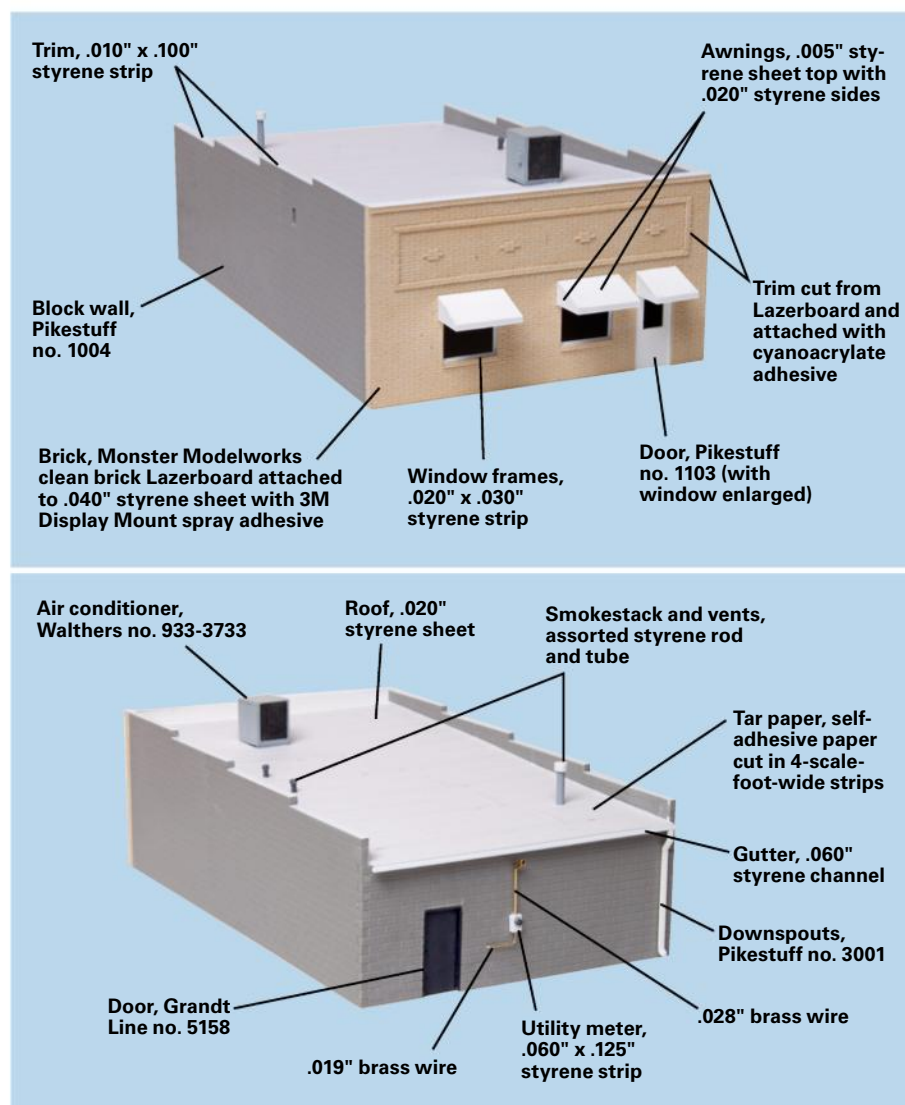 Trim, .010" x .100"
styrene strip
Awnings, .005" sty-
rene sheet top with
.020" styrene sides
Block wall,
Pikestuff
no. 1004
Trim cut from
Lazerboard and
attached with
cyanoacrylate
adhesive
Brick, Monster Modelworks
clean brick Lazerboard attached
to .040" styrene sheet with 3M
Display Mount spray adhesive
Window frames,
.020" x .030"
styrene strip
Door, Pikestuff
no. 1103 (with
window enlarged)
Air conditioner,
Walthers no. 933-3733
Roof, .020"
styrene sheet
Smokestack and vents,
assorted styrene rod
and tube
Tar paper, self-
adhesive paper
cut in 4-scale-
foot-wide strips
Gutter, .060"
styrene channel
Downspouts,
Pikestuff no. 3001
Door, Grandt
Line no. 5158
.019" brass wire
Utility meter,
.060" x .125"
styrene strip
.028" brass wire